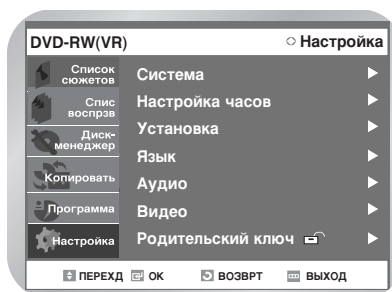 DVD-RW(VR)
Настройка
Список
сюжетов
Спис
воспрзв
Диск-
менеджер
Копировать
Программа
Настройка
Система
Настройка часов
Установка
Язык
Аудио
Видео
Родительский ключ
ПЕРЕХД ОК ВОЗВРТ ВЫХОД